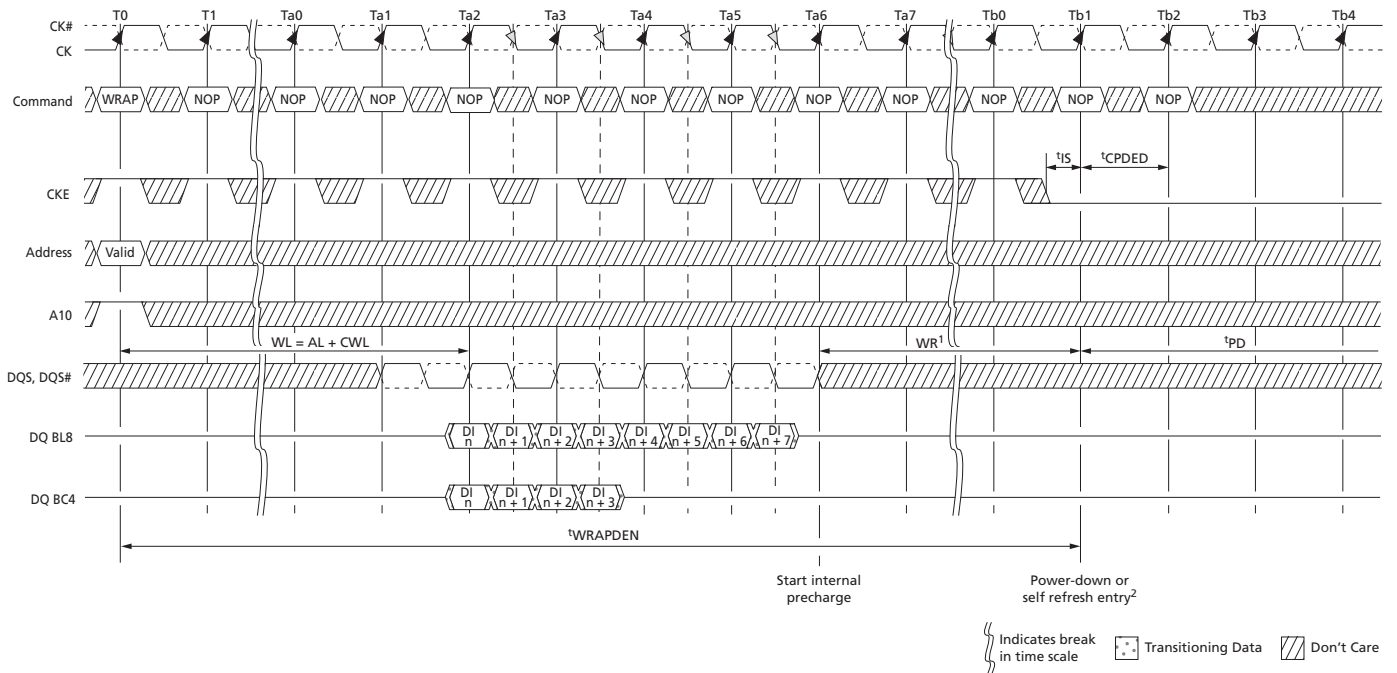 T0 T1 Ta0 Ta1 Ta2 Ta3 Ta4 Ta5 Ta6 Ta7 Tb0 Tb1 Tb2 Tb3 Tb4
CK#
CK
Command WRAP NOP NOP NOP NOP NOP NOP NOP NOP NOP NOP NOP NOP
tIS tCPDED
CKE
Address Valid
A10
WL = AL + CWL WR1 tPD
DQS, DQS#
DQ BL8 DI n DI n + 1 DI n + 2 DI n + 3 DI n + 4 DI n + 5 DI n + 6 DI n + 7
DQ BC4 DI n DI n + 1 DI n + 2 DI n + 3
tWRAPDEN
Start internal
precharge
Power-down or
self refresh entry2
Indicates break
in time scale
Transitioning Data
Don't Care